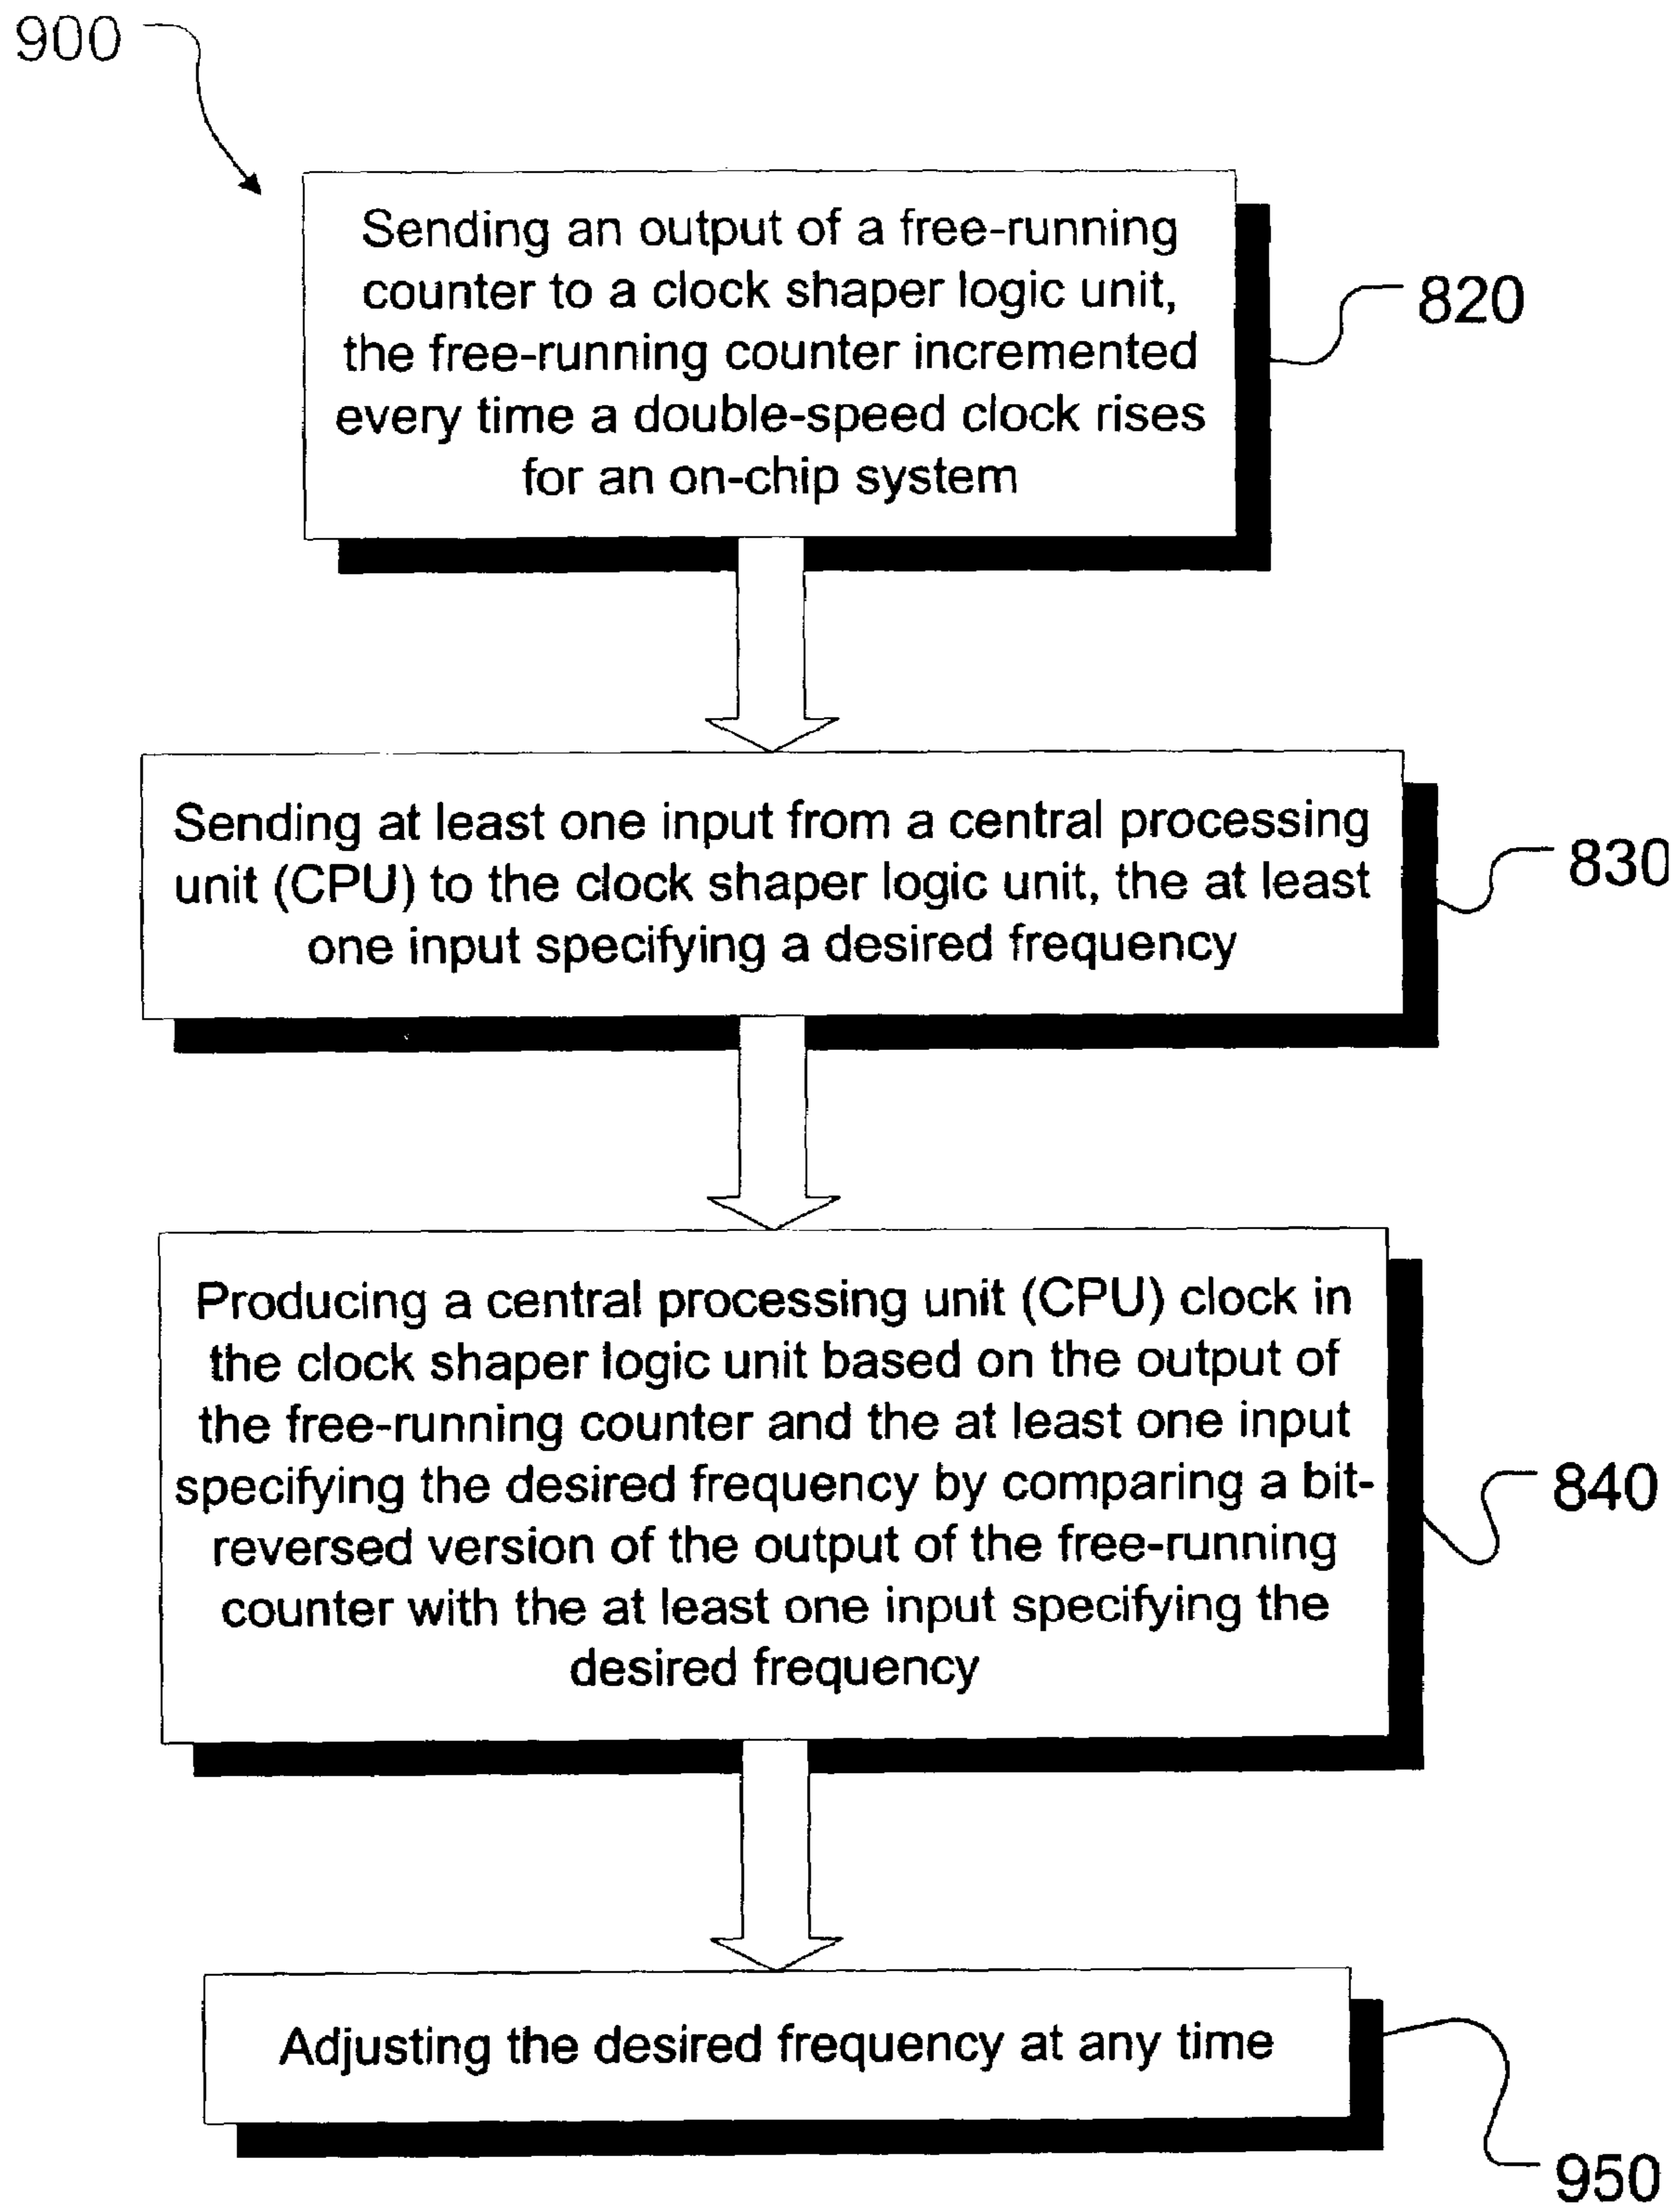 900
Sending an output of a free-running
counter to a clock shaper logic unit,
the free-running counter incremented
every time a double-speed clock rises
for an on-chip system
820
Sending at least one input from a central processing
unit (CPU) to the clock shaper logic unit, the at least
one input specifying a desired frequency
830
Producing a central processing unit (CPU) clock in
the clock shaper logic unit based on the output of
the free-running counter and the at least one input
specifying the desired frequency by comparing a bit-
reversed version of the output of the free-running
counter with the at least one input specifying the
desired frequency
840
Adjusting the desired frequency at any time
950